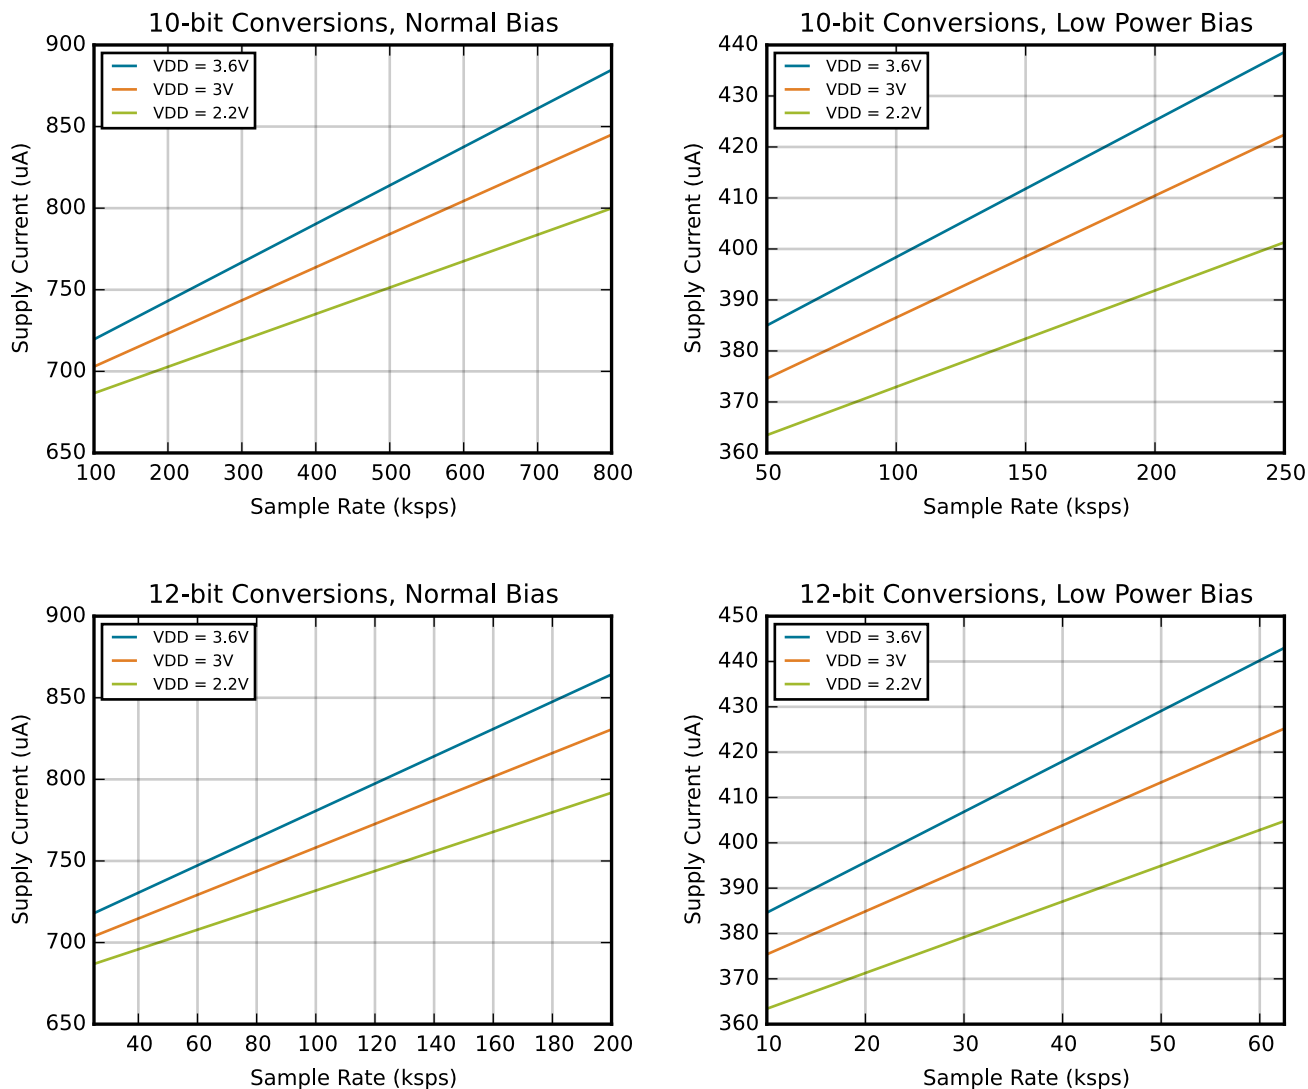 10-bit Conversions, Normal Bias
900
850
800
750
700
650
Supply Current (uA)
VDD = 3.6V
VDD = 3V
VDD = 2.2V
100 200 300 400 500 600 700 800
Sample Rate (ksps)
10-bit Conversions, Low Power Bias
440
430
420
410
400
390
380
370
360
Supply Current (uA)
VDD = 3.6V
VDD = 3V
VDD = 2.2V
50 100 150 200 250
Sample Rate (ksps)
12-bit Conversions, Normal Bias
900
850
800
750
700
650
Supply Current (uA)
VDD = 3.6V
VDD = 3V
VDD = 2.2V
40 60 80 100 120 140 160 180 200
Sample Rate (ksps)
12-bit Conversions, Low Power Bias
450
440
430
420
410
400
390
380
370
360
Supply Current (uA)
VDD = 3.6V
VDD = 3V
VDD = 2.2V
10 20 30 40 50 60
Sample Rate (ksps)